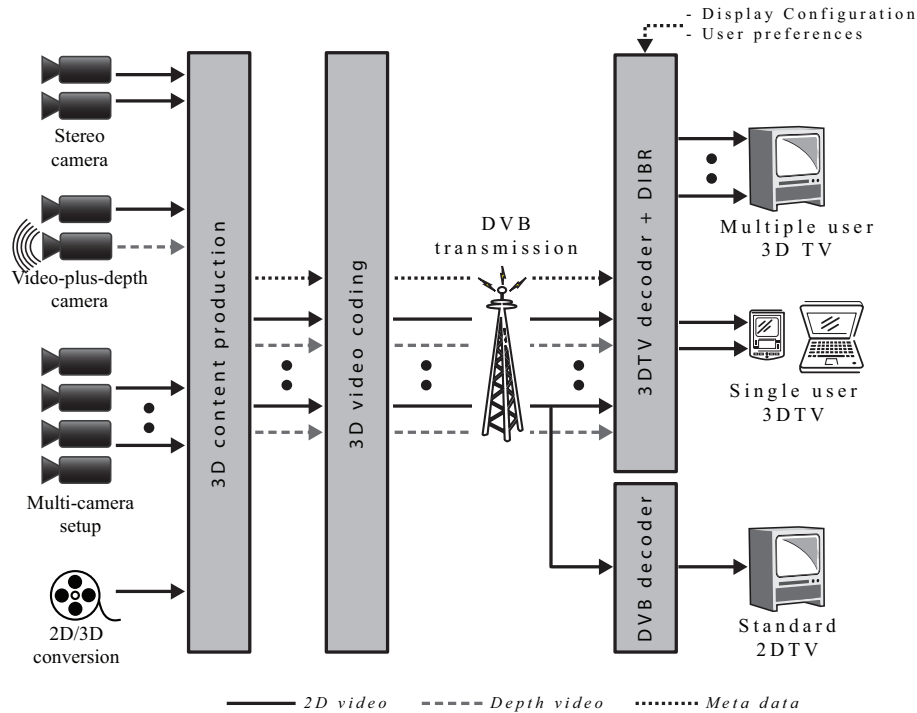 - Display Configuration
- User preferences
Stereo
camera
Video-plus-depth
camera
Multi-camera
setup
2D/3D
conversion
3D content production
3D video coding
DVB
transmission
3DTV decoder + DIBR
DVB decoder
Multiple user
3D TV
Single user
3DTV
Standard
2DTV
2D video
Depth video
Meta data